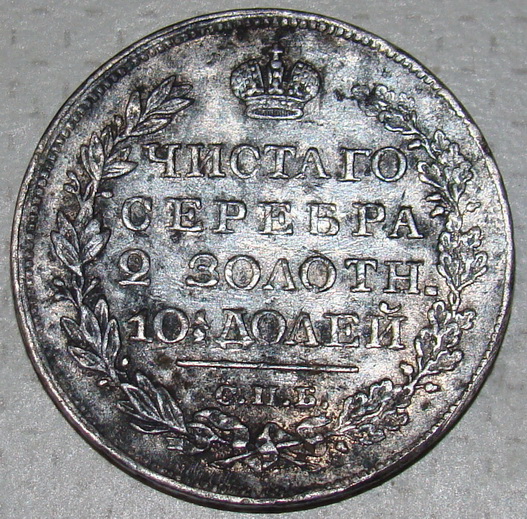 ЧИСТАГО
СЕРЕБРА
2 ЗОЛОТН.
10½ ДОЛЕЙ
С.П.Б.